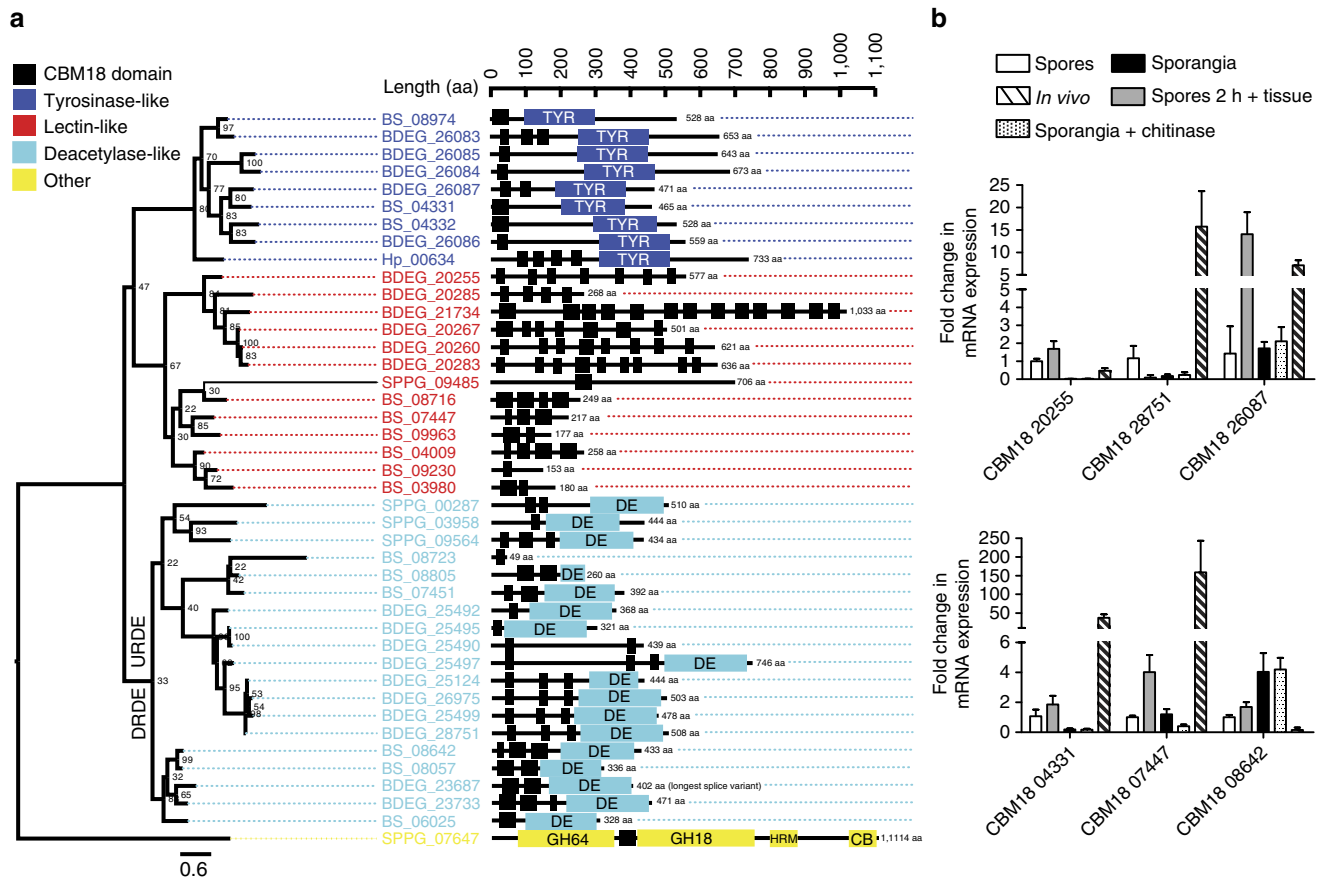 a
CBM18 domain
Tyrosinase-like
Lectin-like
Deacetylase-like
Other
Length (aa)
0 100 200 300 400 500 600 700 800 900 1,000 1,100
BS_08974 TYR 528 aa
BDEG_26083 TYR 653 aa
BDEG_26085 TYR 643 aa
BDEG_26084 TYR 673 aa
BDEG_26087 TYR 471 aa
BS_04331 TYR 465 aa
BS_04332 TYR 528 aa
BDEG_26086 TYR 559 aa
Hp_00634 TYR 733 aa
BDEG_20255 577 aa
BDEG_20285 268 aa
BDEG_21734 1,033 aa
BDEG_20267 501 aa
BDEG_20260 621 aa
BDEG_20283 636 aa
SPPG_09485 706 aa
BS_08716 249 aa
BS_07447 217 aa
BS_09963 177 aa
BS_04009 258 aa
BS_09230 153 aa
BS_03980 180 aa
SPPG_00287 DE 510 aa
SPPG_03958 DE 444 aa
SPPG_09564 DE 434 aa
BS_08723 49 aa
BS_08805 DE 260 aa
BS_07451 DE 392 aa
BDEG_25492 DE 368 aa
BDEG_25495 DE 321 aa
BDEG_25490 439 aa
BDEG_25497 DE 746 aa
BDEG_25124 DE 444 aa
BDEG_26975 DE 503 aa
BDEG_25499 DE 478 aa
BDEG_28751 DE 508 aa
BS_08642 DE 433 aa
BS_08057 DE 336 aa
BDEG_23687 DE 402 aa (longest splice variant)
BDEG_23733 DE 471 aa
BS_06025 DE 328 aa
SPPG_07647 GH64 GH18 HRM CB 1,1114 aa
97
70
100
77
80
80
83
83
47
100
83
67
30
22
85
30
90
72
54
93
22
22
42
40
100
95
53
54
98
33
99
32
65
URDE
DRDE
0.6
b
Spores
Sporangia
In vivo
Spores 2 h + tissue
Sporangia + chitinase
Fold change in
mRNA expression
25
20
15
10
5
5
4
3
2
1
0
CBM18 20255
CBM18 28751
CBM18 26087
Fold change in
mRNA expression
250
200
150
100
50
6
4
2
0
CBM18 04331
CBM18 07447
CBM18 08642